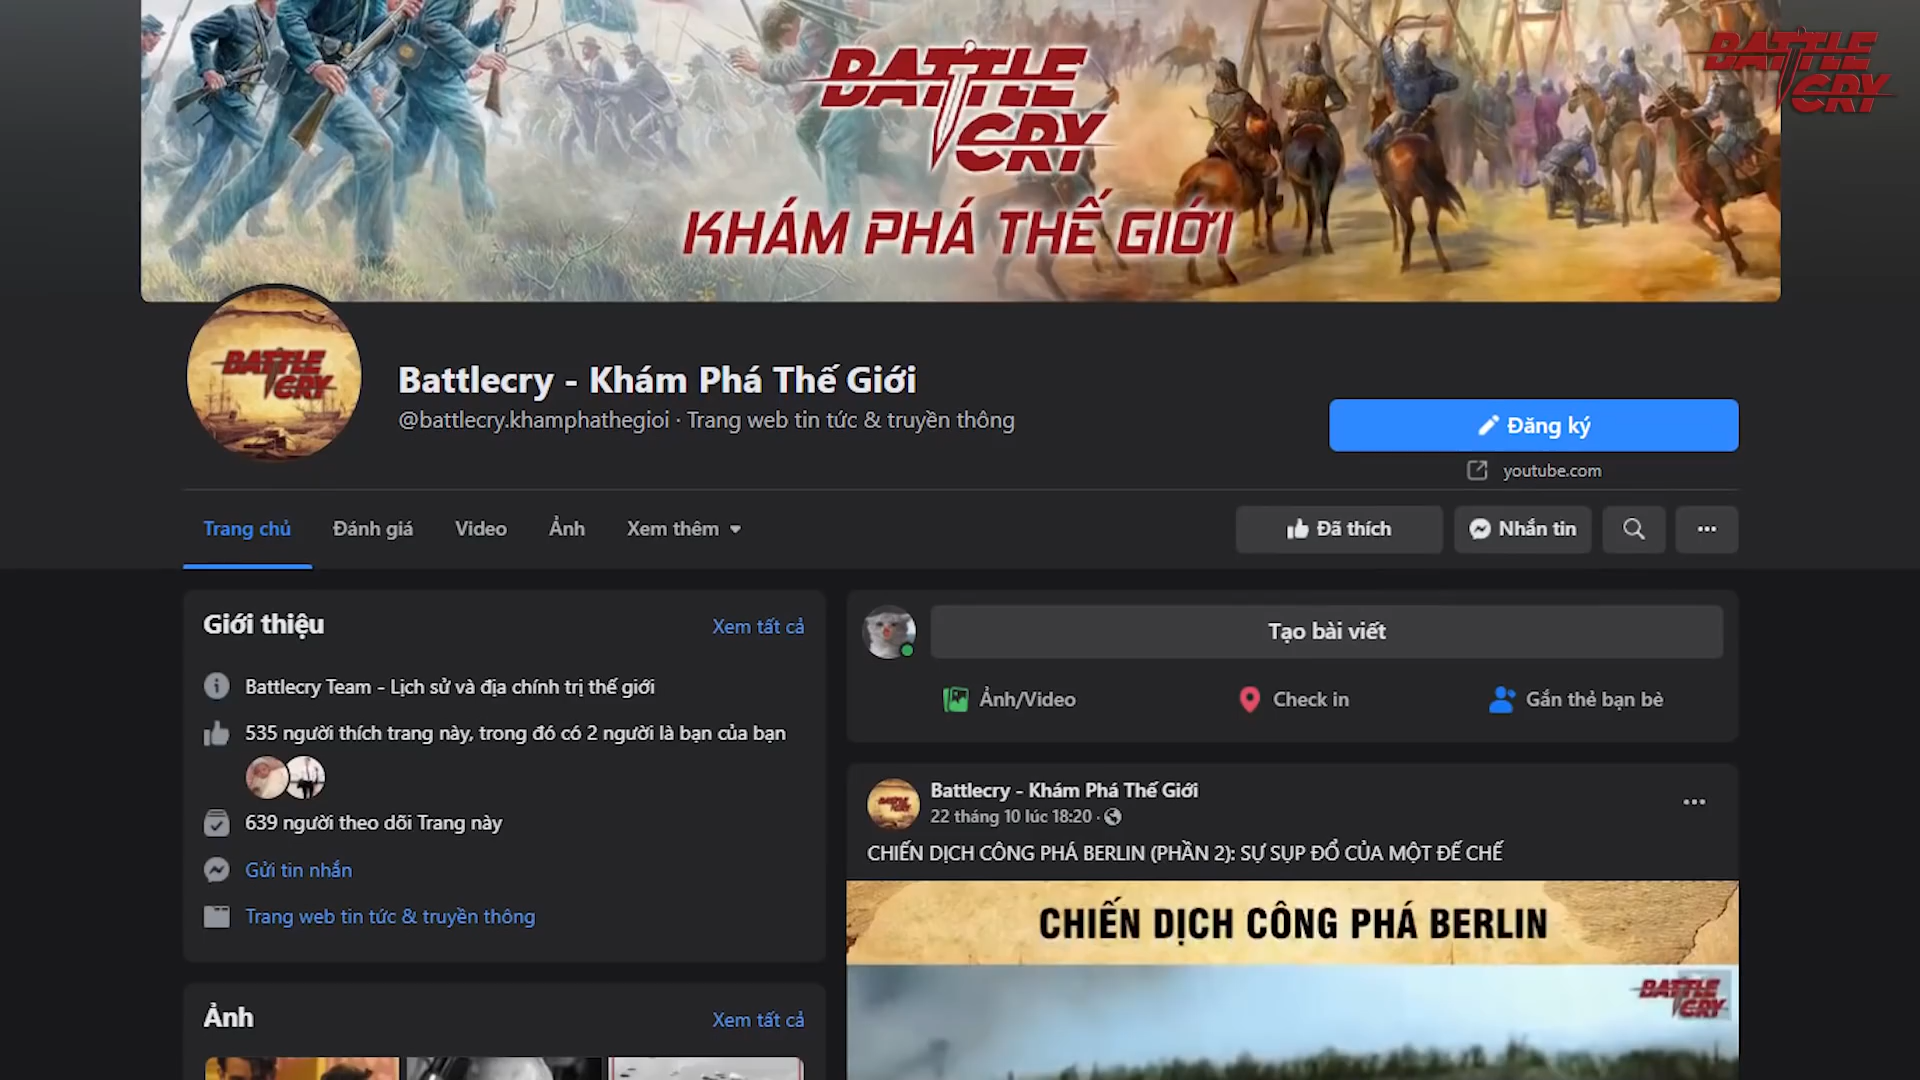 BATTLE
CRY
KHÁM PHÁ THẾ GIỚI
BATTLE
CRY
BATTLE
CRY
Battlecry - Khám Phá Thế Giới
@battlecry.khamphathegioi · Trang web tin tức & truyền thông
Đăng ký
youtube.com
Trang chủ
Đánh giá
Video
Ảnh
Xem thêm
Đã thích
Nhắn tin
Giới thiệu
Xem tất cả
Battlecry Team - Lịch sử và địa chính trị thế giới
535 người thích trang này, trong đó có 2 người là bạn của bạn
639 người theo dõi Trang này
Gửi tin nhắn
Trang web tin tức & truyền thông
Ảnh
Xem tất cả
Tạo bài viết
Ảnh/Video
Check in
Gắn thẻ bạn bè
Battlecry - Khám Phá Thế Giới
22 tháng 10 lúc 18:20 ·
CHIẾN DỊCH CÔNG PHÁ BERLIN (PHẦN 2): SỰ SỤP ĐỔ CỦA MỘT ĐẾ CHẾ
CHIẾN DỊCH CÔNG PHÁ BERLIN
BATTLE
CRY